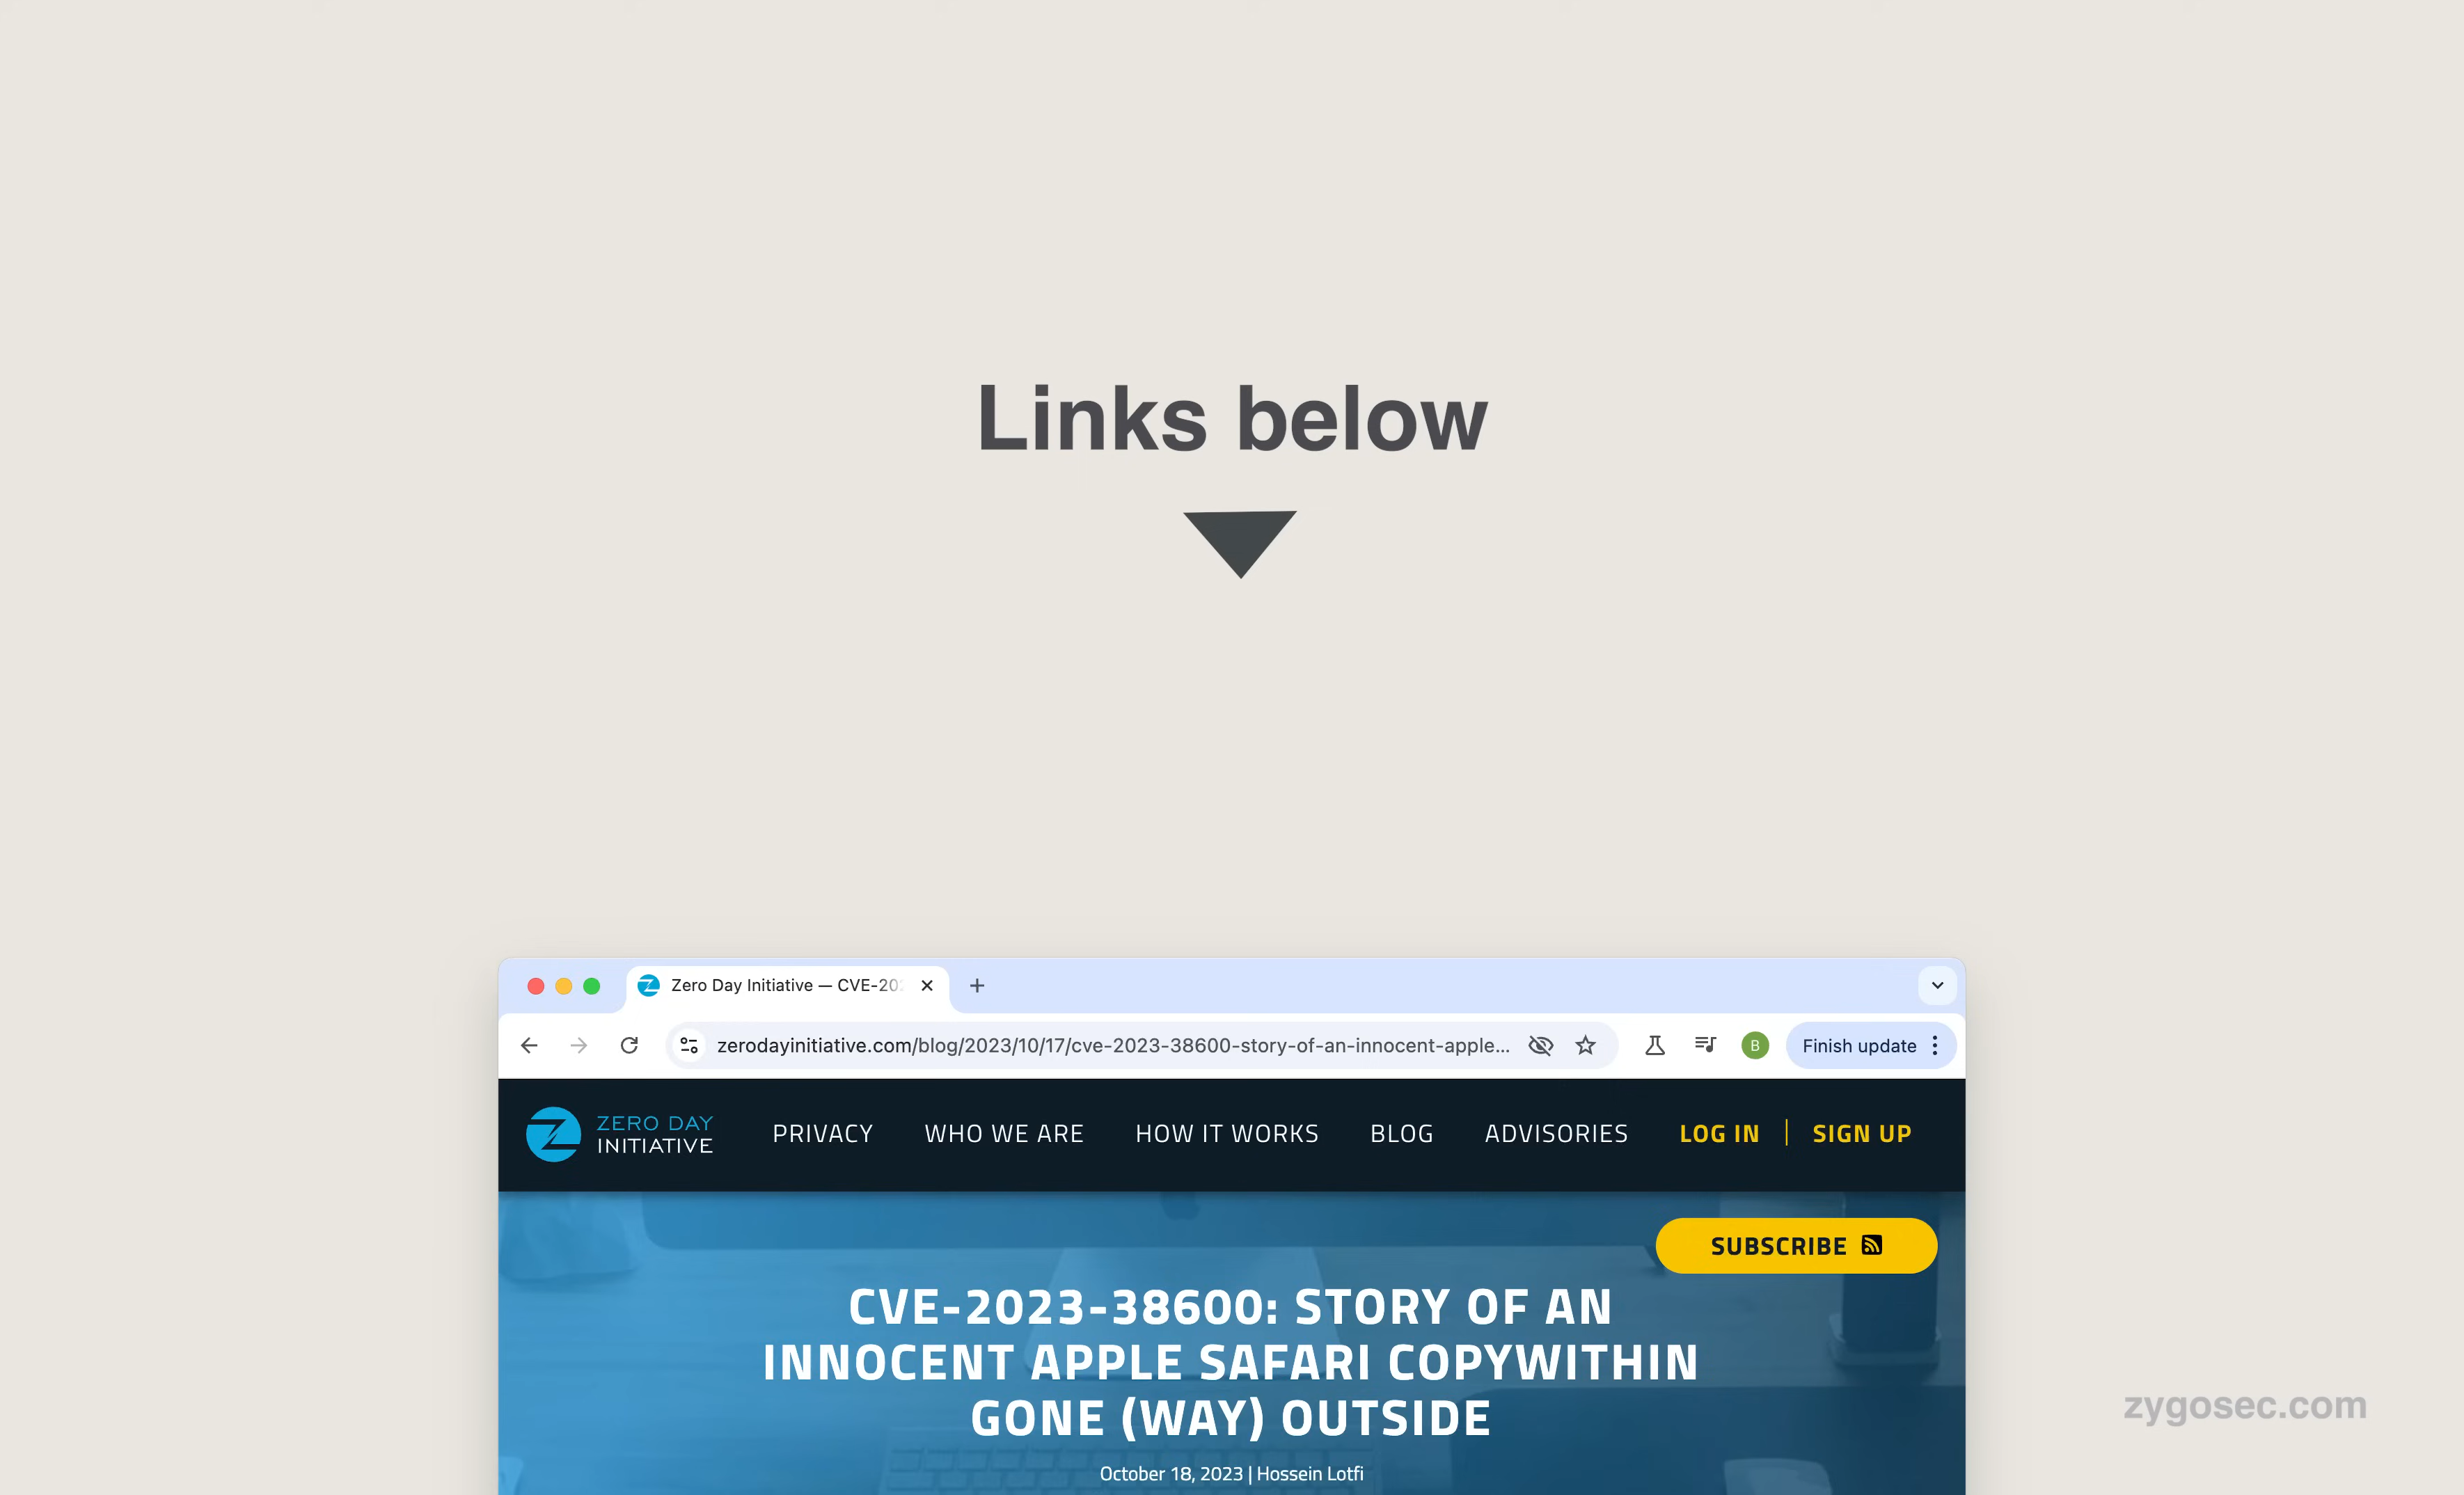 Links below
Zero Day Initiative — CVE-202
zerodayinitiative.com/blog/2023/10/17/cve-2023-38600-story-of-an-innocent-apple...
B
Finish update
ZERO DAY
INITIATIVE
PRIVACY
WHO WE ARE
HOW IT WORKS
BLOG
ADVISORIES
LOG IN
SIGN UP
SUBSCRIBE
CVE-2023-38600: STORY OF AN
INNOCENT APPLE SAFARI COPYWITHIN
GONE (WAY) OUTSIDE
October 18, 2023 | Hossein Lotfi
zygosec.com